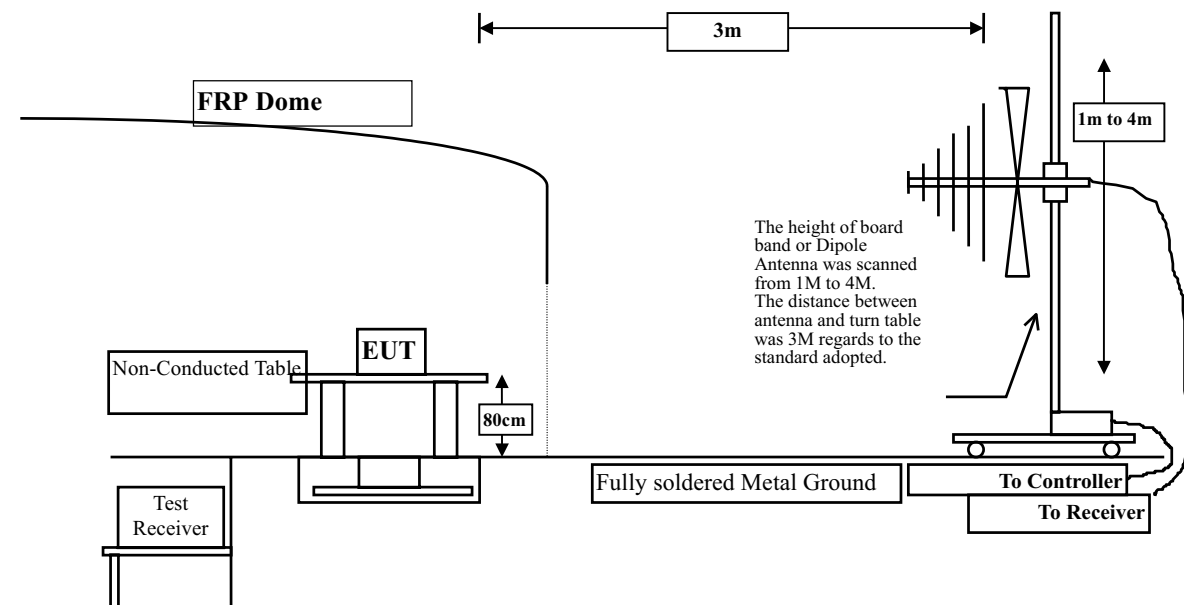 3m
FRP Dome
1m to 4m
The height of board
band or Dipole
Antenna was scanned
from 1M to 4M.
The distance between
antenna and turn table
was 3M regards to the
standard adopted.
EUT
Non-Conducted Table
80cm
Fully soldered Metal Ground
To Controller
Test
Receiver
To Receiver